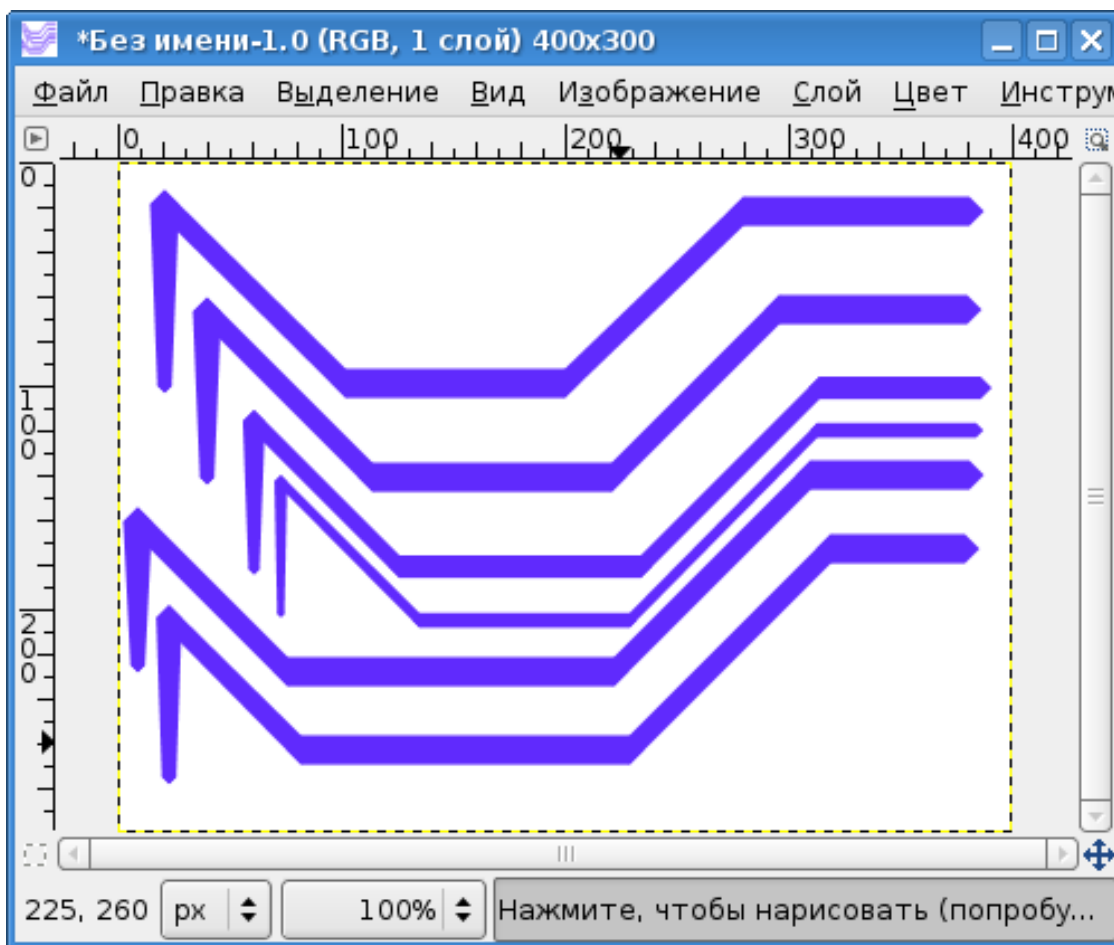 *Без имени-1.0 (RGB, 1 слой) 400x300
Файл Правка Выделение Вид Изображение Слой Цвет Инструм
0 100 200 300 400
0
100
200
225, 260 px 100% Нажмите, чтобы нарисовать (попробу...